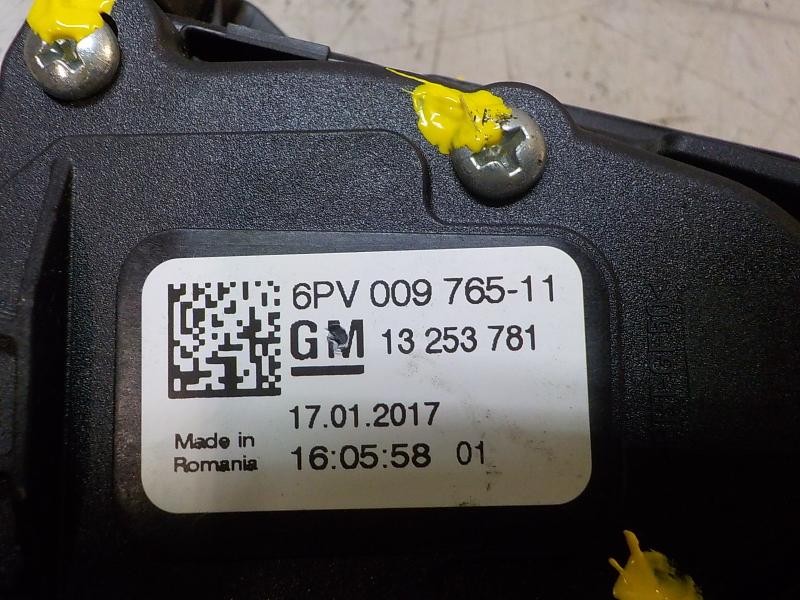 6PV 009 765-11
GM 13 253 781
17.01.2017
Made in
Romania
16:05:58 01